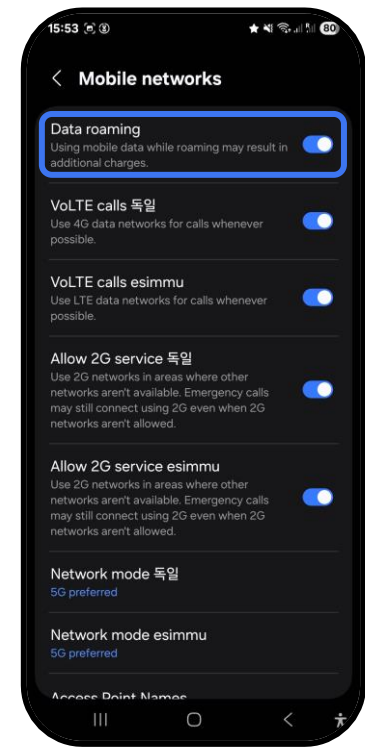 15:53
80
Mobile networks
Data roaming
Using mobile data while roaming may result in
additional charges.
VoLTE calls 독일
Use 4G data networks for calls whenever
possible.
VoLTE calls esimmu
Use LTE data networks for calls whenever
possible.
Allow 2G service 독일
Use 2G networks in areas where other
networks aren't available. Emergency calls
may still connect using 2G even when 2G
networks aren't allowed.
Allow 2G service esimmu
Use 2G networks in areas where other
networks aren't available. Emergency calls
may still connect using 2G even when 2G
networks aren't allowed.
Network mode 독일
5G preferred
Network mode esimmu
5G preferred
Access Point Names